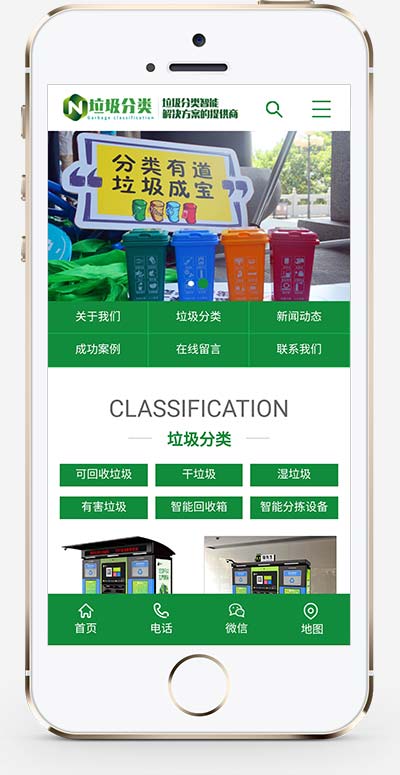 垃圾分类
Garbage classification
垃圾分类智能
解决方案的提供商
分类有道
垃圾成宝
关于我们 垃圾分类 新闻动态
成功案例 在线留言 联系我们
CLASSIFICATION
垃圾分类
可回收垃圾 干垃圾 湿垃圾
有害垃圾 智能回收箱 智能分拣设备
首页 电话 微信 地图